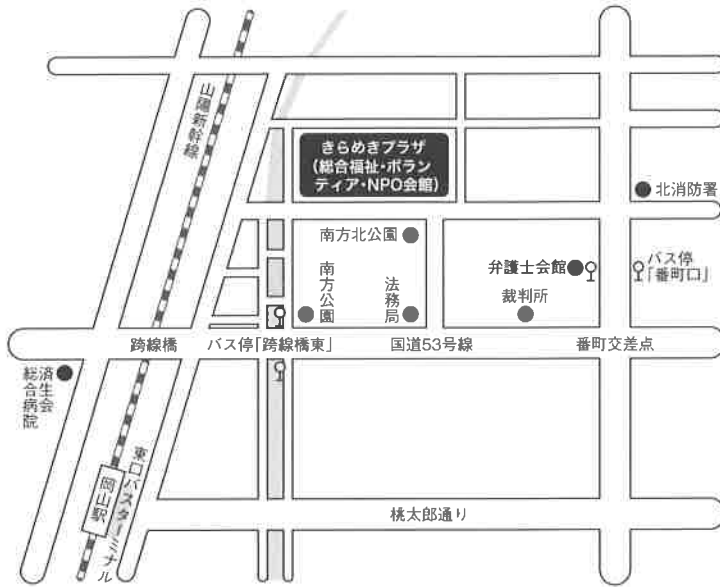 山陽新幹線
きらめきプラザ
(総合福祉・ボラン
ティア・NPO会館)
北消防署
南方北公園
弁護士会館
バス停
「番町口」
南方公園
法務局
裁判所
跨線橋
バス停「跨線橋東」
国道53号線
番町交差点
済生会
総合病院
東口バスターミナル
岡山駅
桃太郎通り